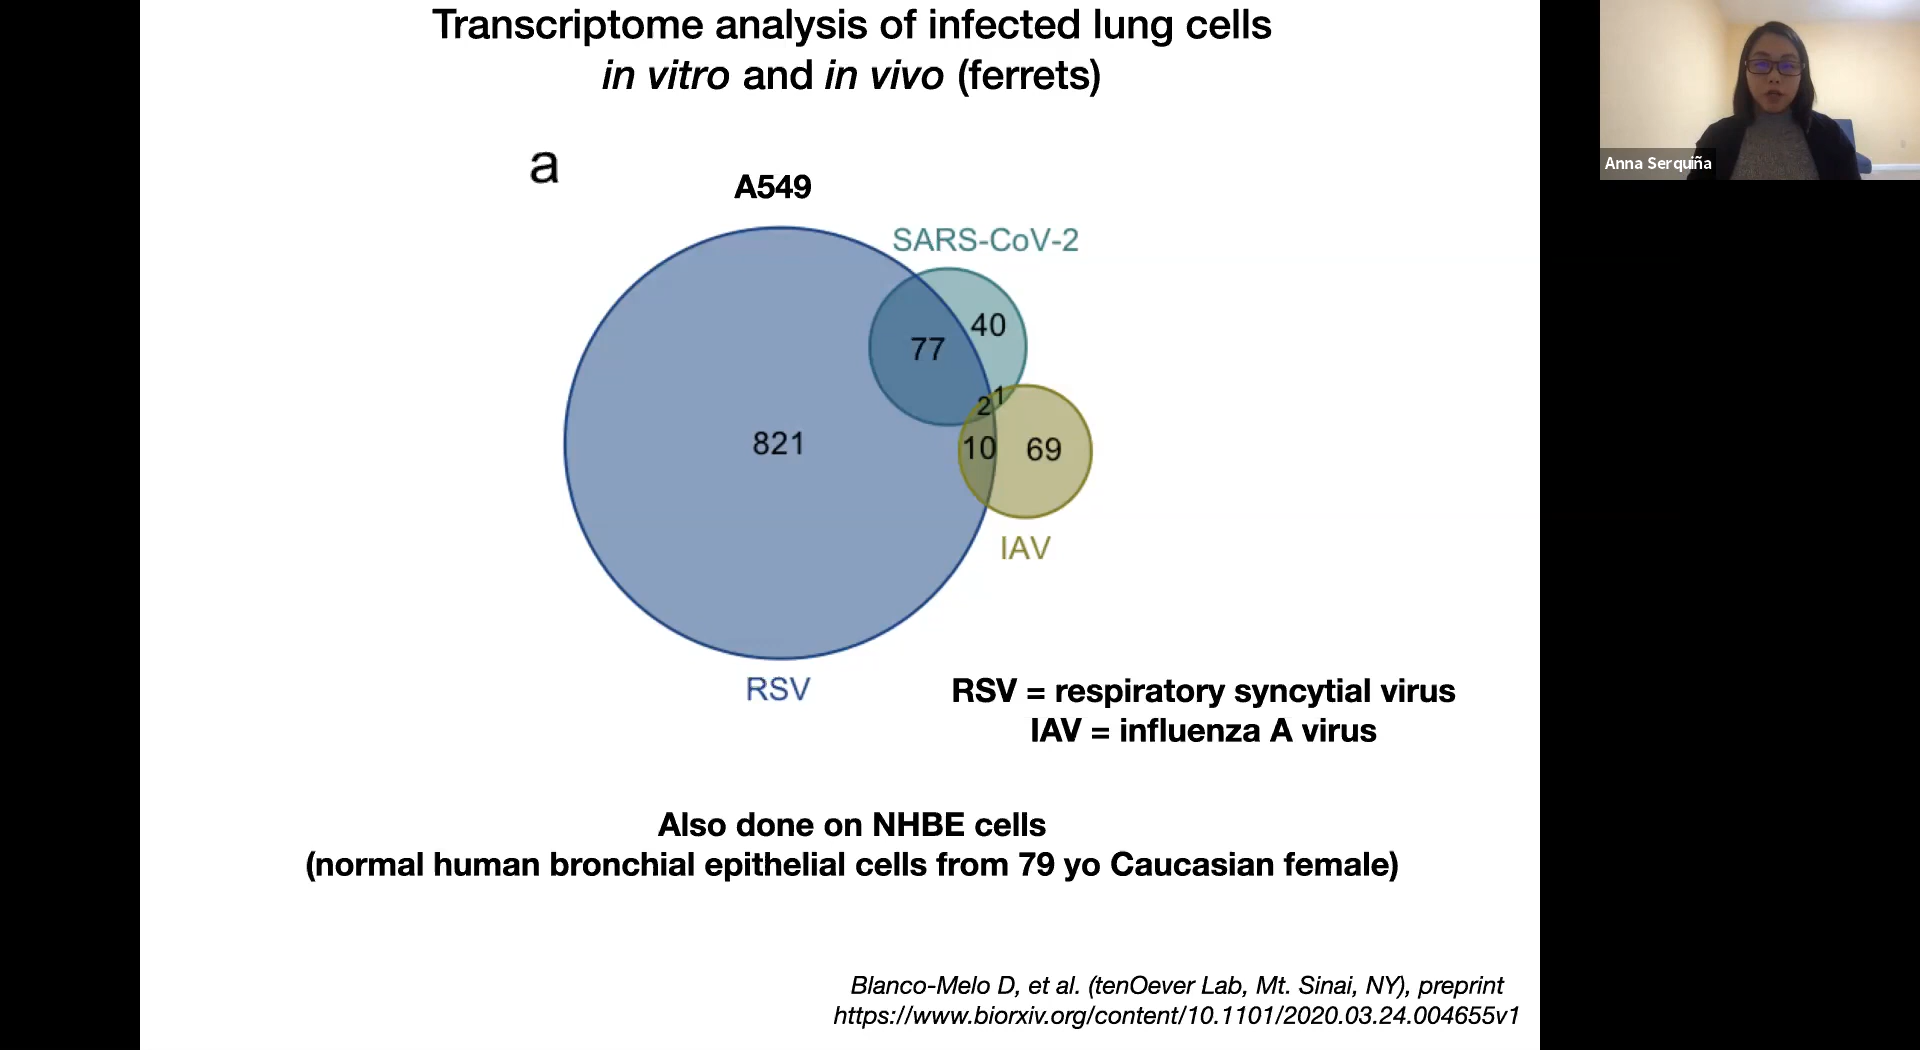 Transcriptome analysis of infected lung cells
in vitro and in vivo (ferrets)
Anna Serquiña
a
A549
SARS-CoV-2
40
77
1
2
821
10
69
IAV
RSV
RSV = respiratory syncytial virus
IAV = influenza A virus
Also done on NHBE cells
(normal human bronchial epithelial cells from 79 yo Caucasian female)
Blanco-Melo D, et al. (tenOever Lab, Mt. Sinai, NY), preprint
https://www.biorxiv.org/content/10.1101/2020.03.24.004655v1